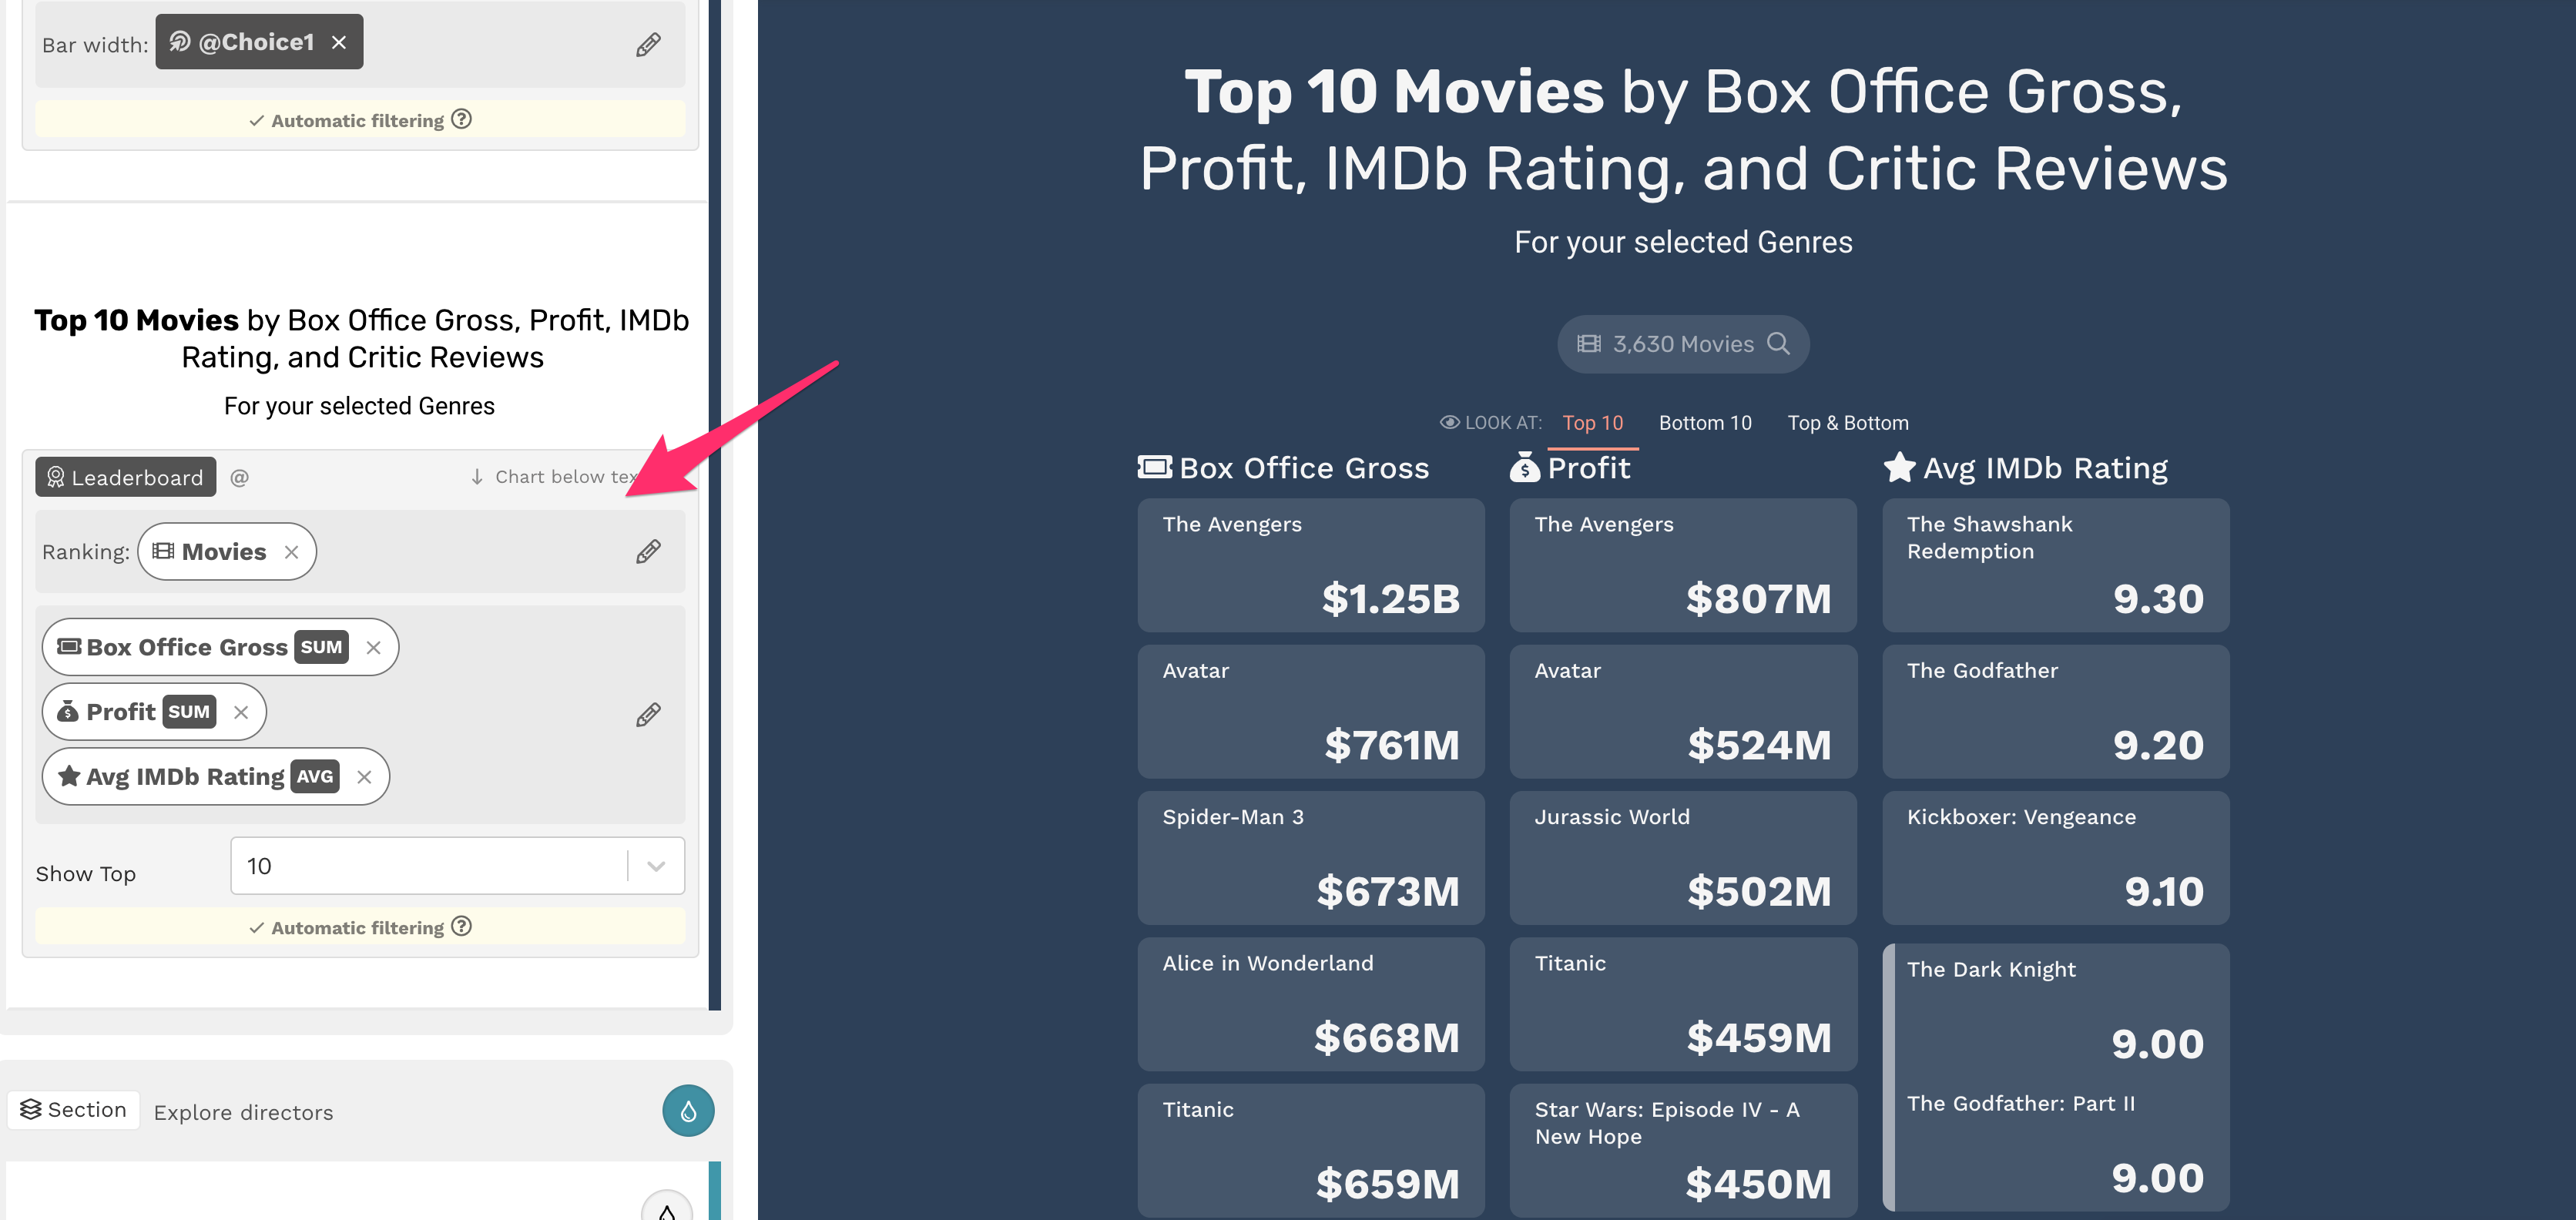 Bar width: @Choice1 ×
✓ Automatic filtering ?
Top 10 Movies by Box Office Gross, Profit, IMDb
Rating, and Critic Reviews
For your selected Genres
Leaderboard @ ↓ Chart below tex
Ranking: Movies ×
Box Office Gross SUM ×
Profit SUM ×
Avg IMDb Rating AVG ×
Show Top 10
✓ Automatic filtering ?
Section Explore directors
Top 10 Movies by Box Office Gross,
Profit, IMDb Rating, and Critic Reviews
For your selected Genres
3,630 Movies
LOOK AT: Top 10 Bottom 10 Top & Bottom
Box Office Gross
The Avengers
$1.25B
Avatar
$761M
Spider-Man 3
$673M
Alice in Wonderland
$668M
Titanic
$659M
Profit
The Avengers
$807M
Avatar
$524M
Jurassic World
$502M
Titanic
$459M
Star Wars: Episode IV - A
New Hope
$450M
Avg IMDb Rating
The Shawshank
Redemption
9.30
The Godfather
9.20
Kickboxer: Vengeance
9.10
The Dark Knight
9.00
The Godfather: Part II
9.00